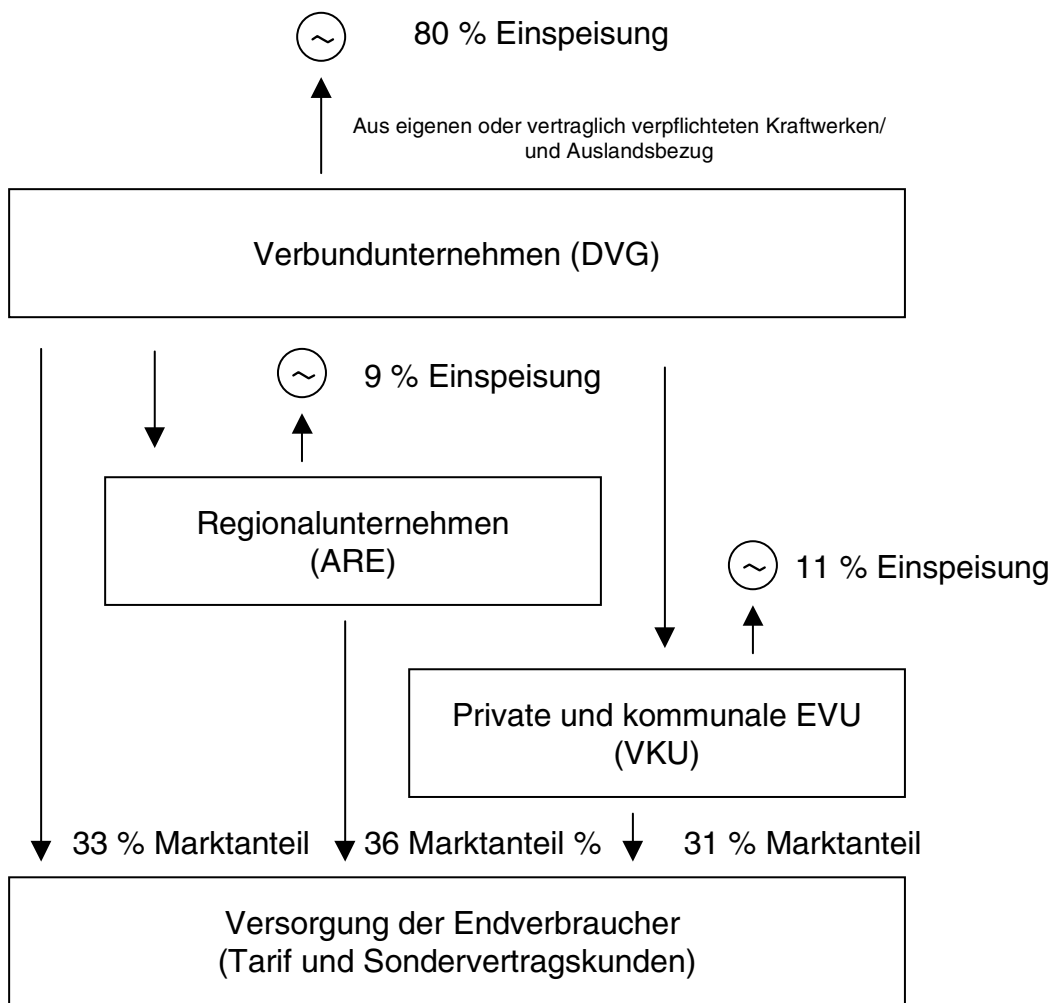 80 % Einspeisung
Aus eigenen oder vertraglich verpflichteten Kraftwerken/
und Auslandsbezug
Verbundunternehmen (DVG)
9 % Einspeisung
Regionalunternehmen
(ARE)
11 % Einspeisung
Private und kommunale EVU
(VKU)
33 % Marktanteil
36 Marktanteil %
31 % Marktanteil
Versorgung der Endverbraucher
(Tarif und Sondervertragskunden)